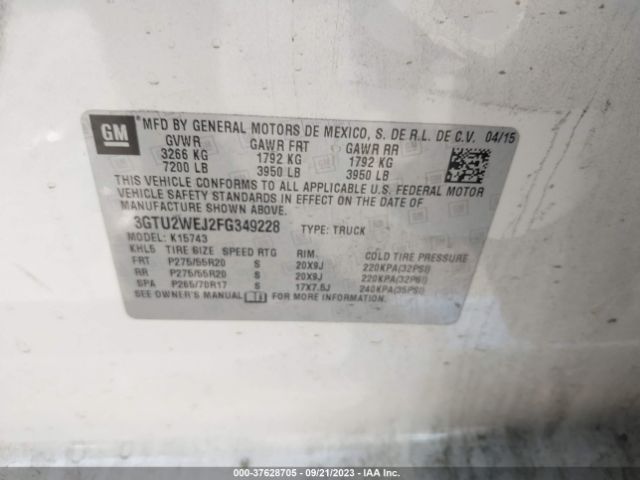 GM
*MFD BY GENERAL MOTORS DE MEXICO, S. DE R.L. DE C.V. 04/15
GVWR GAWR FRT GAWR RR
3266 KG 1792 KG 1792 KG
7200 LB 3950 LB 3950 LB
THIS VEHICLE CONFORMS TO ALL APPLICABLE U.S. FEDERAL MOTOR
VEHICLE SAFETY STANDARDS IN EFFECT ON THE DATE OF
MANUFACTURE SHOWN ABOVE.
3GTU2WEJ2FG349228 TYPE: TRUCK
MODEL: K15743
KHL5 TIRE SIZE SPEED RTG RIM COLD TIRE PRESSURE
FRT P275/55R20 S 20X9J 220KPA(32PSI)
RR P275/55R20 S 20X9J 220KPA(32PSI)
SPA P265/70R17 S 17X7.5J 240KPA(35PSI)
SEE OWNER'S MANUAL FOR MORE INFORMATION.
000-37628705 - 09/21/2023 - IAA Inc.